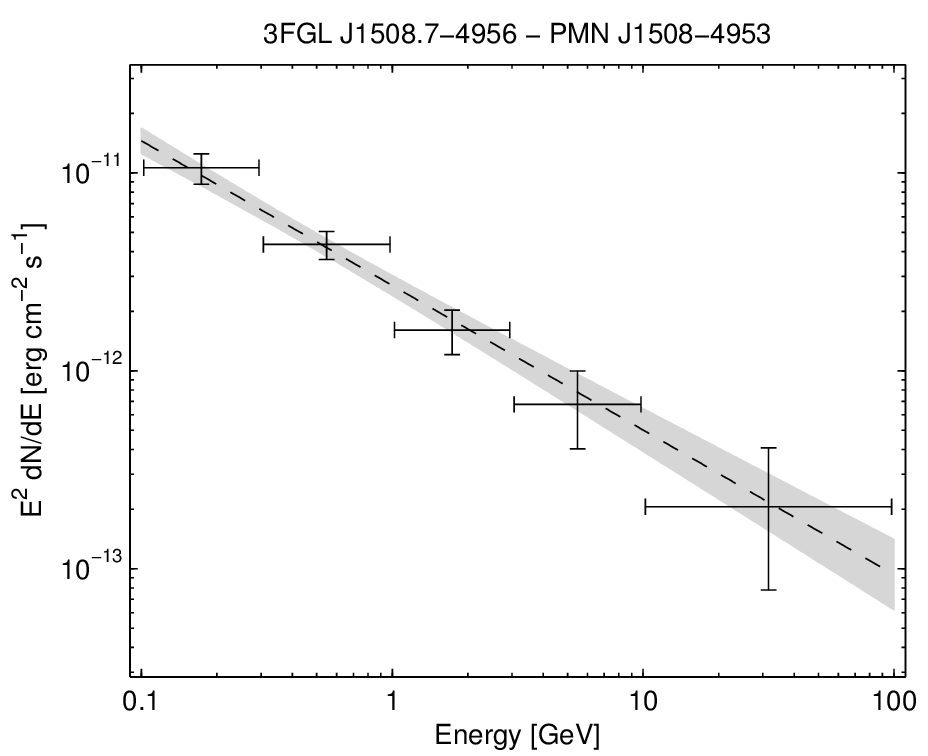 3FGL J1508.7−4956 − PMN J1508−4953
E² dN/dE [erg cm⁻² s⁻¹]
10⁻¹¹
10⁻¹²
10⁻¹³
0.1 1 10 100
Energy [GeV]